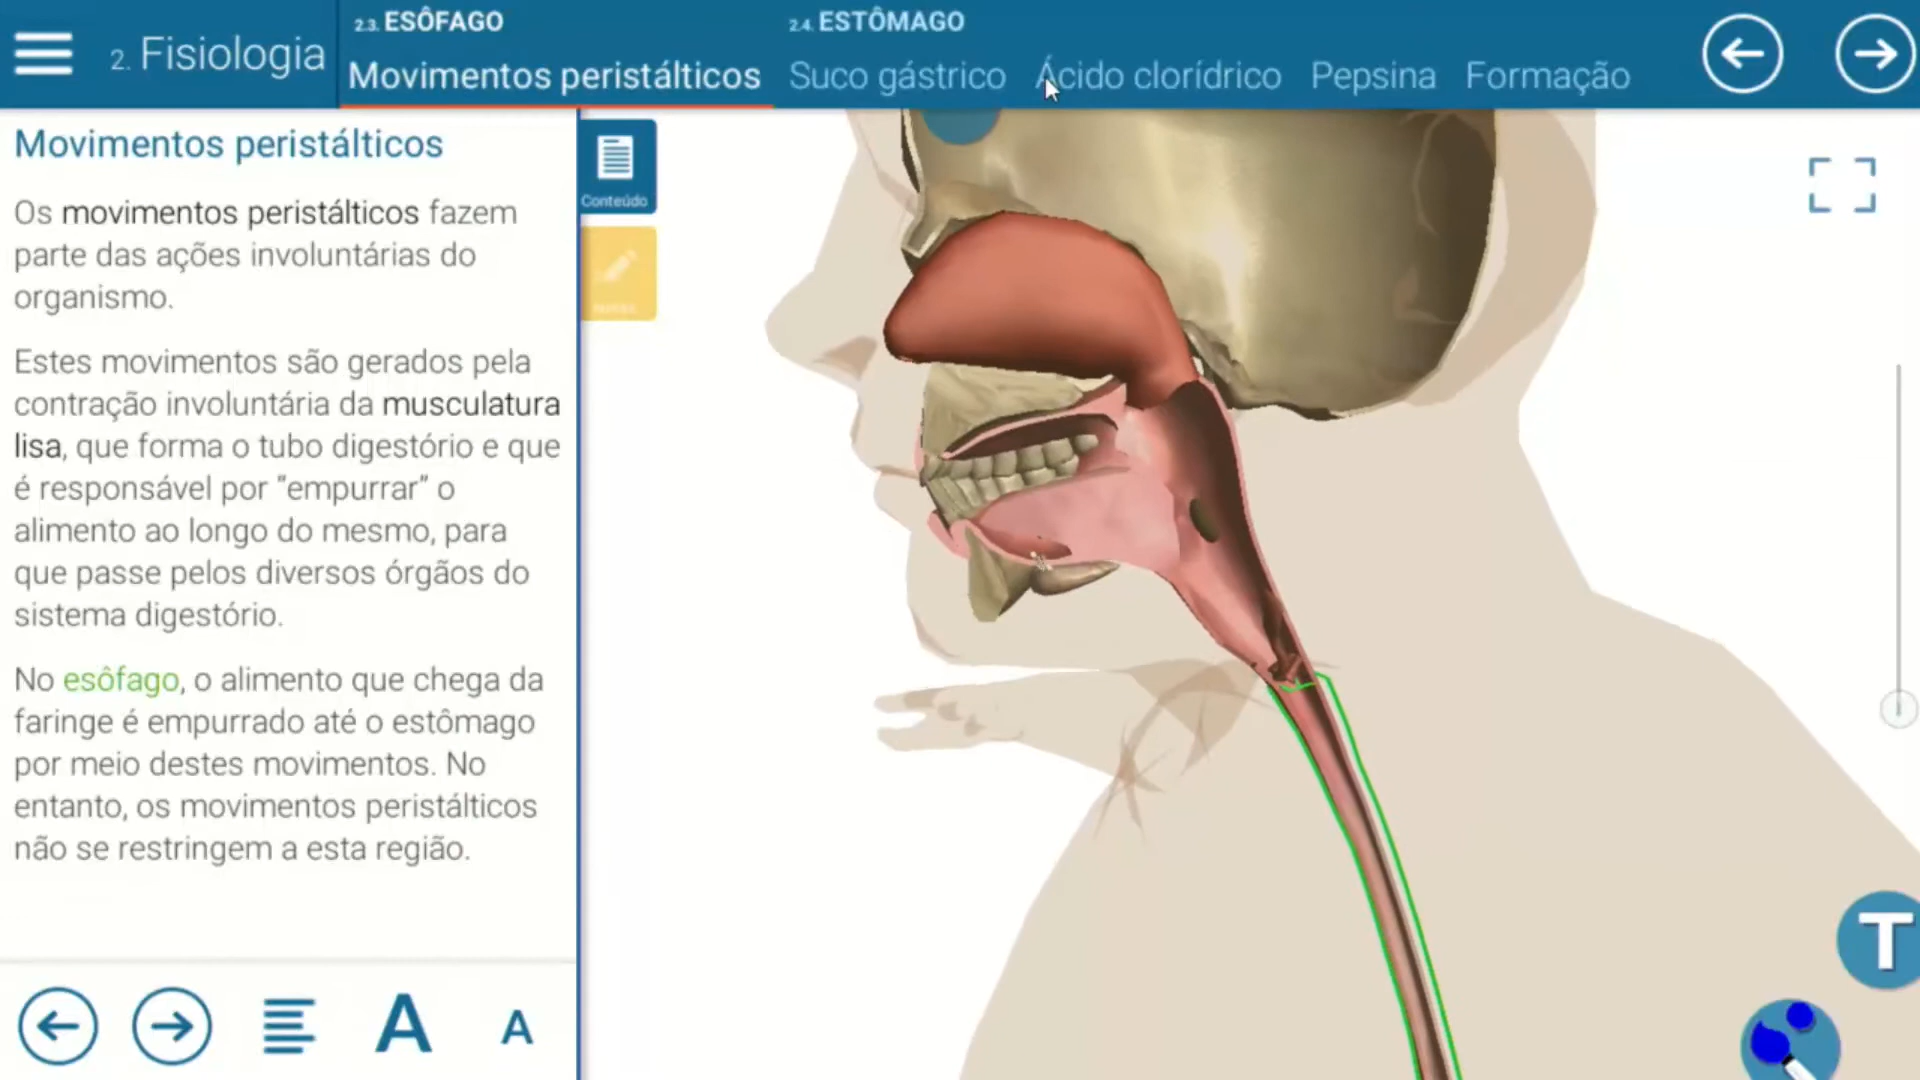 2. Fisiologia
2.3. ESÔFAGO
Movimentos peristálticos
2.4. ESTÔMAGO
Suco gástrico Ácido clorídrico Pepsina Formação
Movimentos peristálticos
Os movimentos peristálticos fazem
parte das ações involuntárias do
organismo.
Estes movimentos são gerados pela
contração involuntária da musculatura
lisa, que forma o tubo digestório e que
é responsável por “empurrar” o
alimento ao longo do mesmo, para
que passe pelos diversos órgãos do
sistema digestório.
No esôfago, o alimento que chega da
faringe é empurrado até o estômago
por meio destes movimentos. No
entanto, os movimentos peristálticos
não se restringem a esta região.
Conteúdo
A A
T